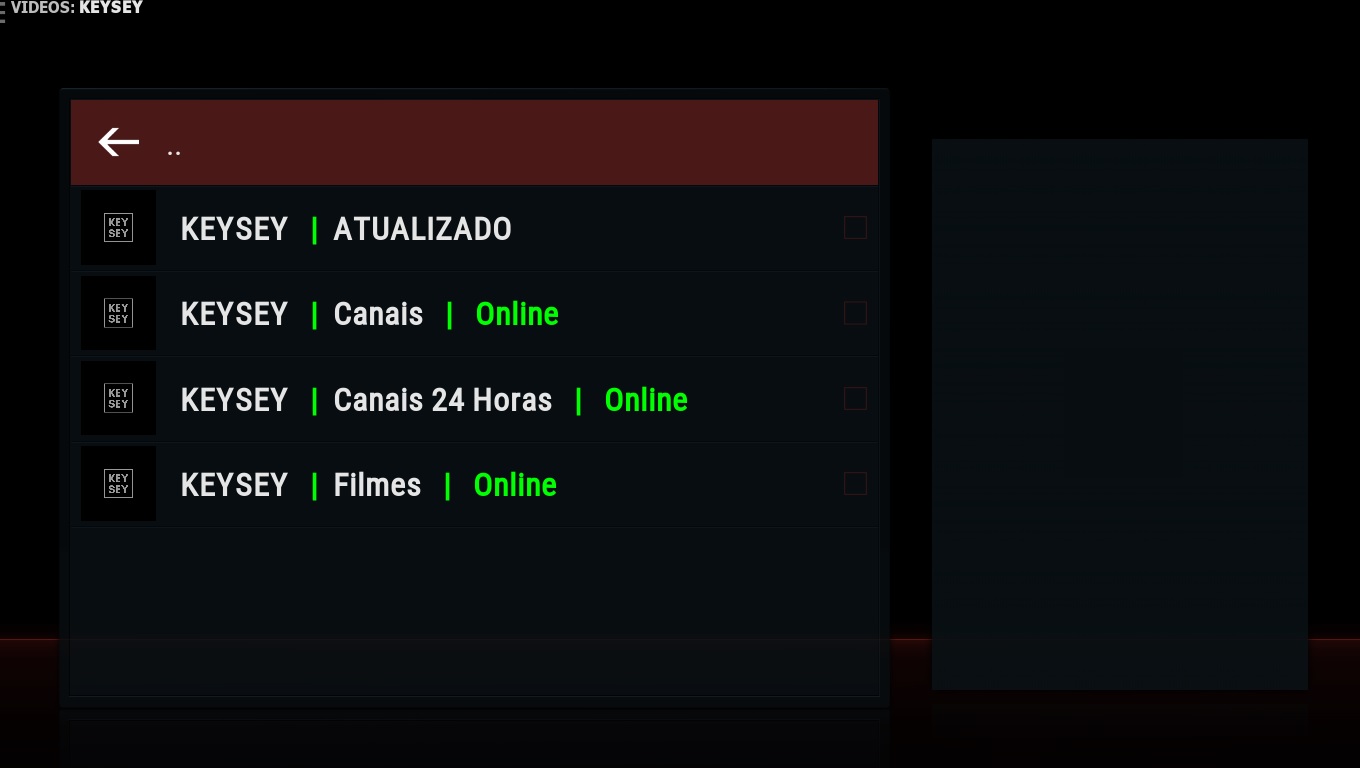 VIDEOS: KEYSEY
..
KEY
SEY
KEYSEY | ATUALIZADO
KEY
SEY
KEYSEY | Canais | Online
KEY
SEY
KEYSEY | Canais 24 Horas | Online
KEY
SEY
KEYSEY | Filmes | Online